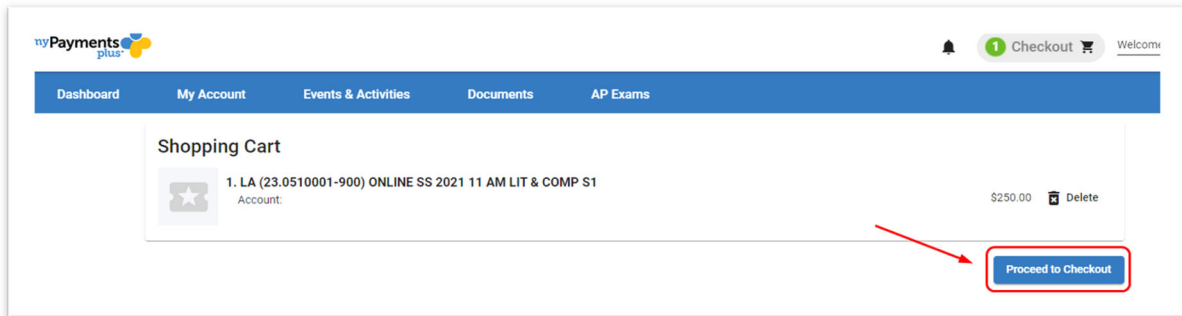 nyPayments
plus
1 Checkout
Welcome
Dashboard My Account Events & Activities Documents AP Exams
Shopping Cart
1. LA (23.0510001-900) ONLINE SS 2021 11 AM LIT & COMP S1
Account:
$250.00 Delete
Proceed to Checkout